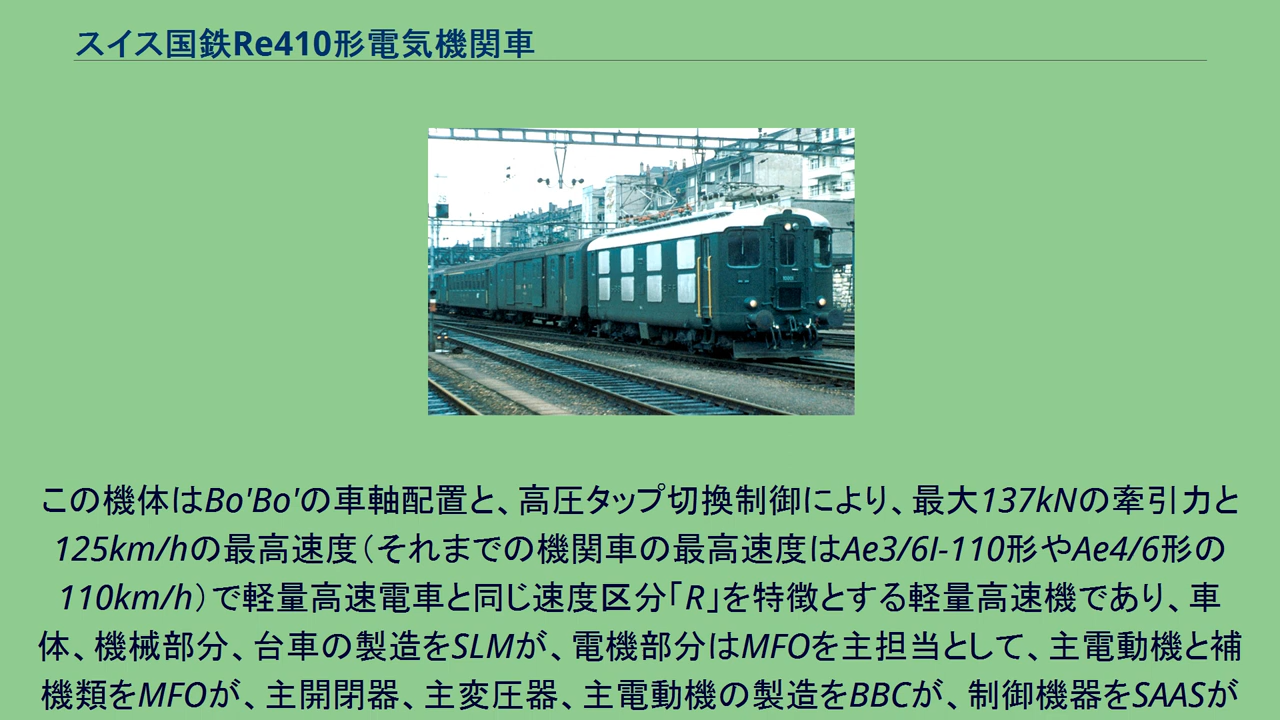 スイス国鉄Re410形電気機関車
この機体はBo'Bo'の車軸配置と、高圧タップ切換制御により、最大137kNの牽引力と
125km/hの最高速度（それまでの機関車の最高速度はAe3/6I-110形やAe4/6形の
110km/h）で軽量高速電車と同じ速度区分「R」を特徴とする軽量高速機であり、車
体、機械部分、台車の製造をSLMが、電機部分はMFOを主担当として、主電動機と補
機類をMFOが、主開閉器、主変圧器、主電動機の製造をBBCが、制御機器をSAASが